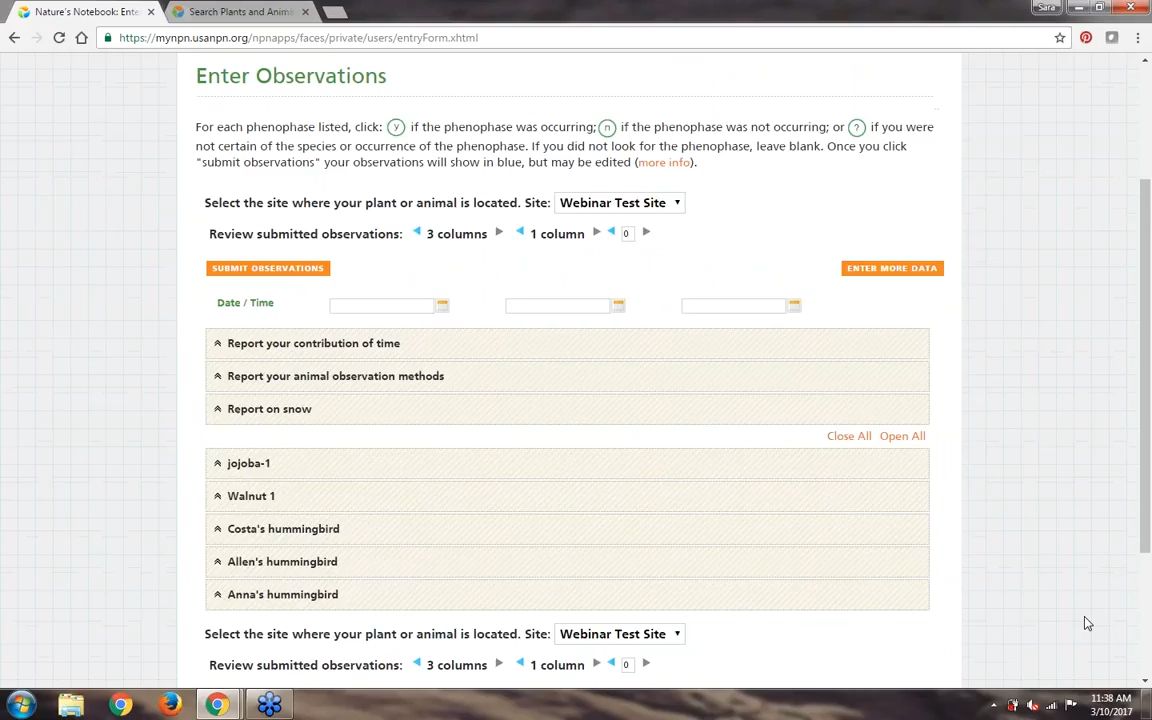 Nature's Notebook: Ente
Search Plants and Anim
Sara
https://mynpn.usanpn.org/npnapps/faces/private/users/entryForm.xhtml
Enter Observations
For each phenophase listed, click: y if the phenophase was occurring; n if the phenophase was not occurring; or ? if you were
not certain of the species or occurrence of the phenophase. If you did not look for the phenophase, leave blank. Once you click
"submit observations" your observations will show in blue, but may be edited (more info).
Select the site where your plant or animal is located. Site: Webinar Test Site
Review submitted observations: 3 columns 1 column 0
SUBMIT OBSERVATIONS
ENTER MORE DATA
Date / Time
Report your contribution of time
Report your animal observation methods
Report on snow
Close All Open All
jojoba-1
Walnut 1
Costa's hummingbird
Allen's hummingbird
Anna's hummingbird
Select the site where your plant or animal is located. Site: Webinar Test Site
Review submitted observations: 3 columns 1 column 0
11:38 AM
3/10/2017